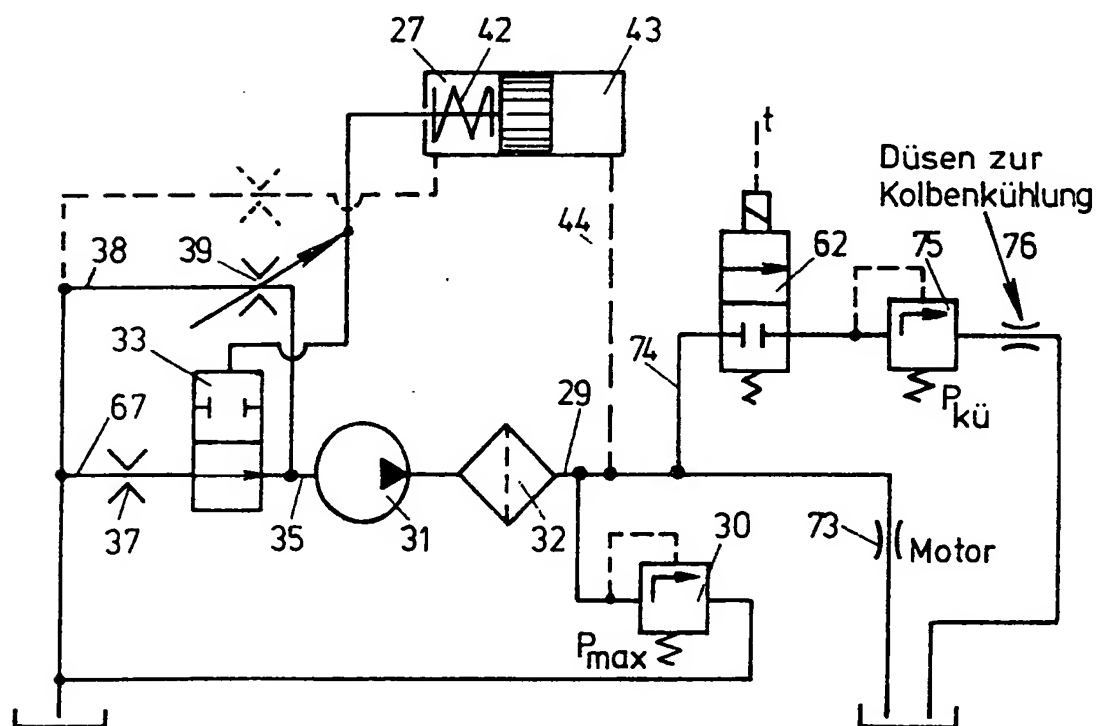 27 42 43
t
Düsen zur
Kolbenkühlung
44
38 39 62 75 76
33
74
67 29 Pkü
37 35 31 32 30 73 Motor
Pmax